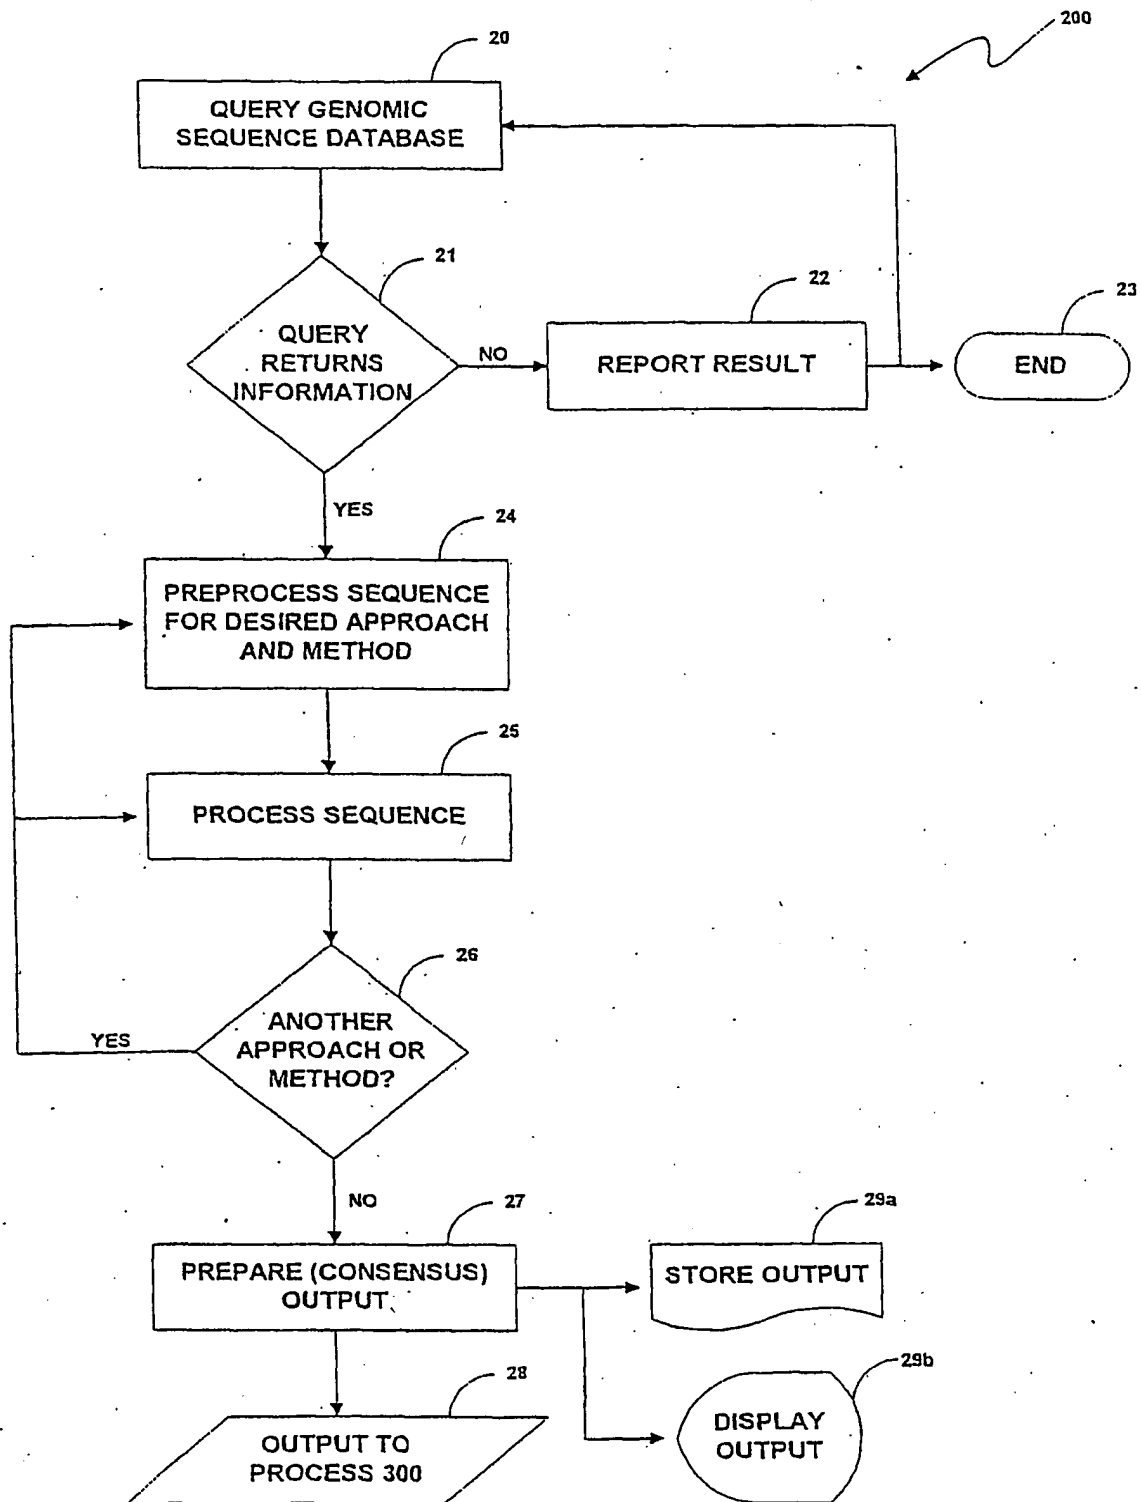 200
20
QUERY GENOMIC
SEQUENCE DATABASE
21
QUERY
RETURNS
INFORMATION
NO
22
REPORT RESULT
23
END
YES
24
PREPROCESS SEQUENCE
FOR DESIRED APPROACH
AND METHOD
25
PROCESS SEQUENCE
26
ANOTHER
APPROACH OR
METHOD?
YES
NO
27
PREPARE (CONSENSUS)
OUTPUT
29a
STORE OUTPUT
28
OUTPUT TO
PROCESS 300
29b
DISPLAY
OUTPUT